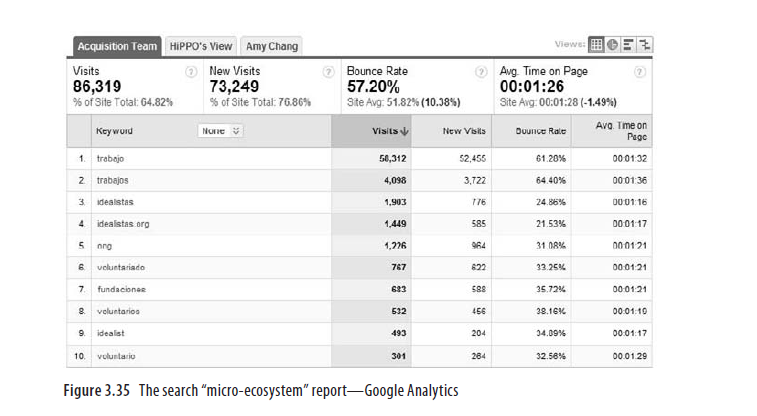 Acquisition Team HiPPO's View Amy Chang Views:
Visits New Visits Bounce Rate Avg. Time on Page
86,319 73,249 57.20% 00:01:26
% of Site Total: 64.82% % of Site Total: 76.86% Site Avg: 51.82% (10.38%) Site Avg: 00:01:28 (-1.49%)
Keyword None Visits New Visits Bounce Rate Avg. Time on Page
1. trabajo 58,312 52,455 61.20% 00:01:32
2. trabajos 4,098 3,722 64.40% 00:01:36
3. idealistas 1,903 776 24.86% 00:01:16
4. idealistas.org 1,449 585 21.53% 00:01:17
5. ong 1,226 964 31.08% 00:01:21
6. voluntariado 767 622 33.25% 00:01:21
7. fundaciones 683 588 35.72% 00:01:21
8. voluntarios 532 456 38.16% 00:01:10
9. idealist 493 204 34.89% 00:01:17
10. voluntario 301 264 32.56% 00:01:29
Figure 3.35 The search “micro-ecosystem” report—Google Analytics